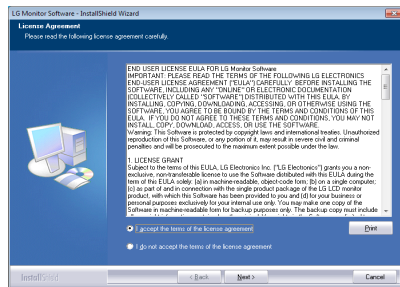 LG Monitor Software - InstallShield Wizard
License Agreement
Please read the following license agreement carefully.
END USER LICENSE EULA FOR LG Monitor Software
IMPORTANT: PLEASE READ THE TERMS OF THE FOLLOWING LG ELECTRONICS
END-USER LICENSE AGREEMENT ("EULA") CAREFULLY. BEFORE INSTALLING THE
SOFTWARE, INCLUDING ANY "ONLINE" OR ELECTRONIC DOCUMENTATION
(COLLECTIVELY CALLED "SOFTWARE") DISTRIBUTED WITH THIS EULA. BY
INSTALLING, COPYING, DOWNLOADING, ACCESSING, OR OTHERWISE USING THE
SOFTWARE, YOU AGREE TO BE BOUND BY THE TERMS AND CONDITIONS OF THIS
EULA. IF YOU DO NOT AGREE TO THESE TERMS AND CONDITIONS, YOU MAY NOT
INSTALL, COPY, DOWNLOAD, ACCESS, OR USE THE SOFTWARE.
Warning: This Software is protected by copyright laws and international treaties. Unauthorized
reproduction of this Software, or any portion of it, may result in severe civil and criminal
penalties and will be prosecuted to the maximum extent possible under the law.
1. LICENSE GRANT
Subject to the terms of this EULA, LG Electronics Inc. ("LG Electronics") grants you a non-
exclusive, non-transferable license to use the Software distributed with this EULA during the
term of this EULA solely: (a) in machine-readable, object-code form; (b) on a single computer;
(c) as part of and in connection with the single product package of the LG LCD monitor
product, with which this Software has been provided to you and (d) for your business or
personal purposes exclusively for your internal use only. You may make one copy of the
Software in machine-readable form for backup purposes only. The backup copy must include
I accept the terms of the license agreement
Print
I do not accept the terms of the license agreement
InstallShield
< Back
Next >
Cancel